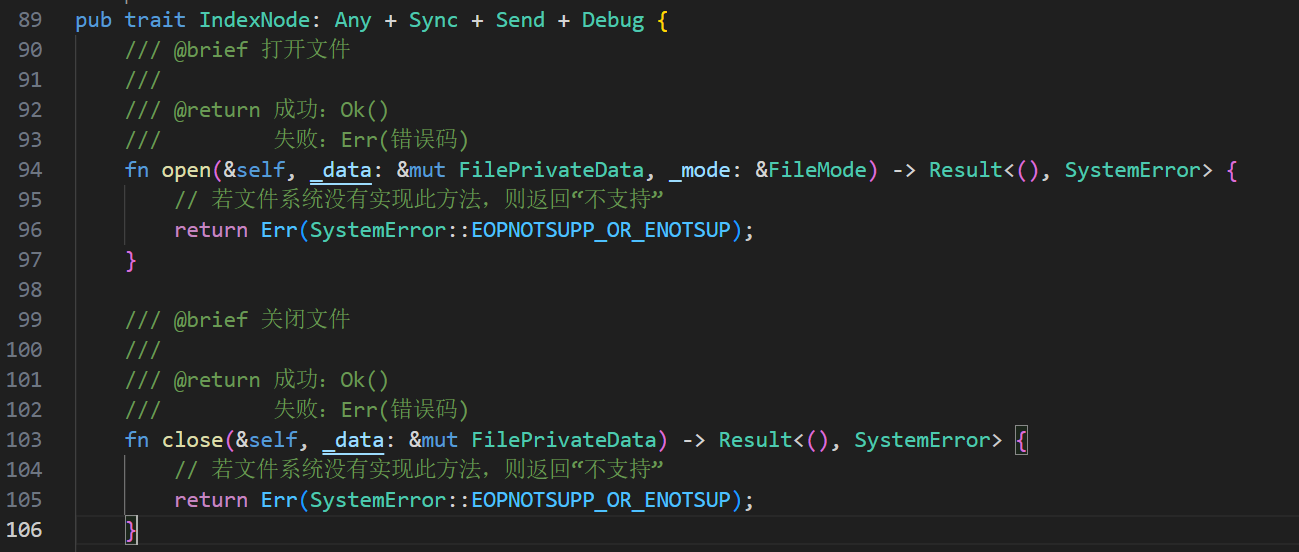 89 pub trait IndexNode: Any + Sync + Send + Debug {
90     /// @brief 打开文件
91     ///
92     /// @return 成功：Ok()
93     ///         失败：Err(错误码)
94     fn open(&self, _data: &mut FilePrivateData, _mode: &FileMode) -> Result<(), SystemError> {
95         // 若文件系统没有实现此方法，则返回“不支持”
96         return Err(SystemError::EOPNOTSUPP_OR_ENOTSUP);
97     }
98
99     /// @brief 关闭文件
100     ///
101     /// @return 成功：Ok()
102     ///         失败：Err(错误码)
103     fn close(&self, _data: &mut FilePrivateData) -> Result<(), SystemError> {
104         // 若文件系统没有实现此方法，则返回“不支持”
105         return Err(SystemError::EOPNOTSUPP_OR_ENOTSUP);
106     }